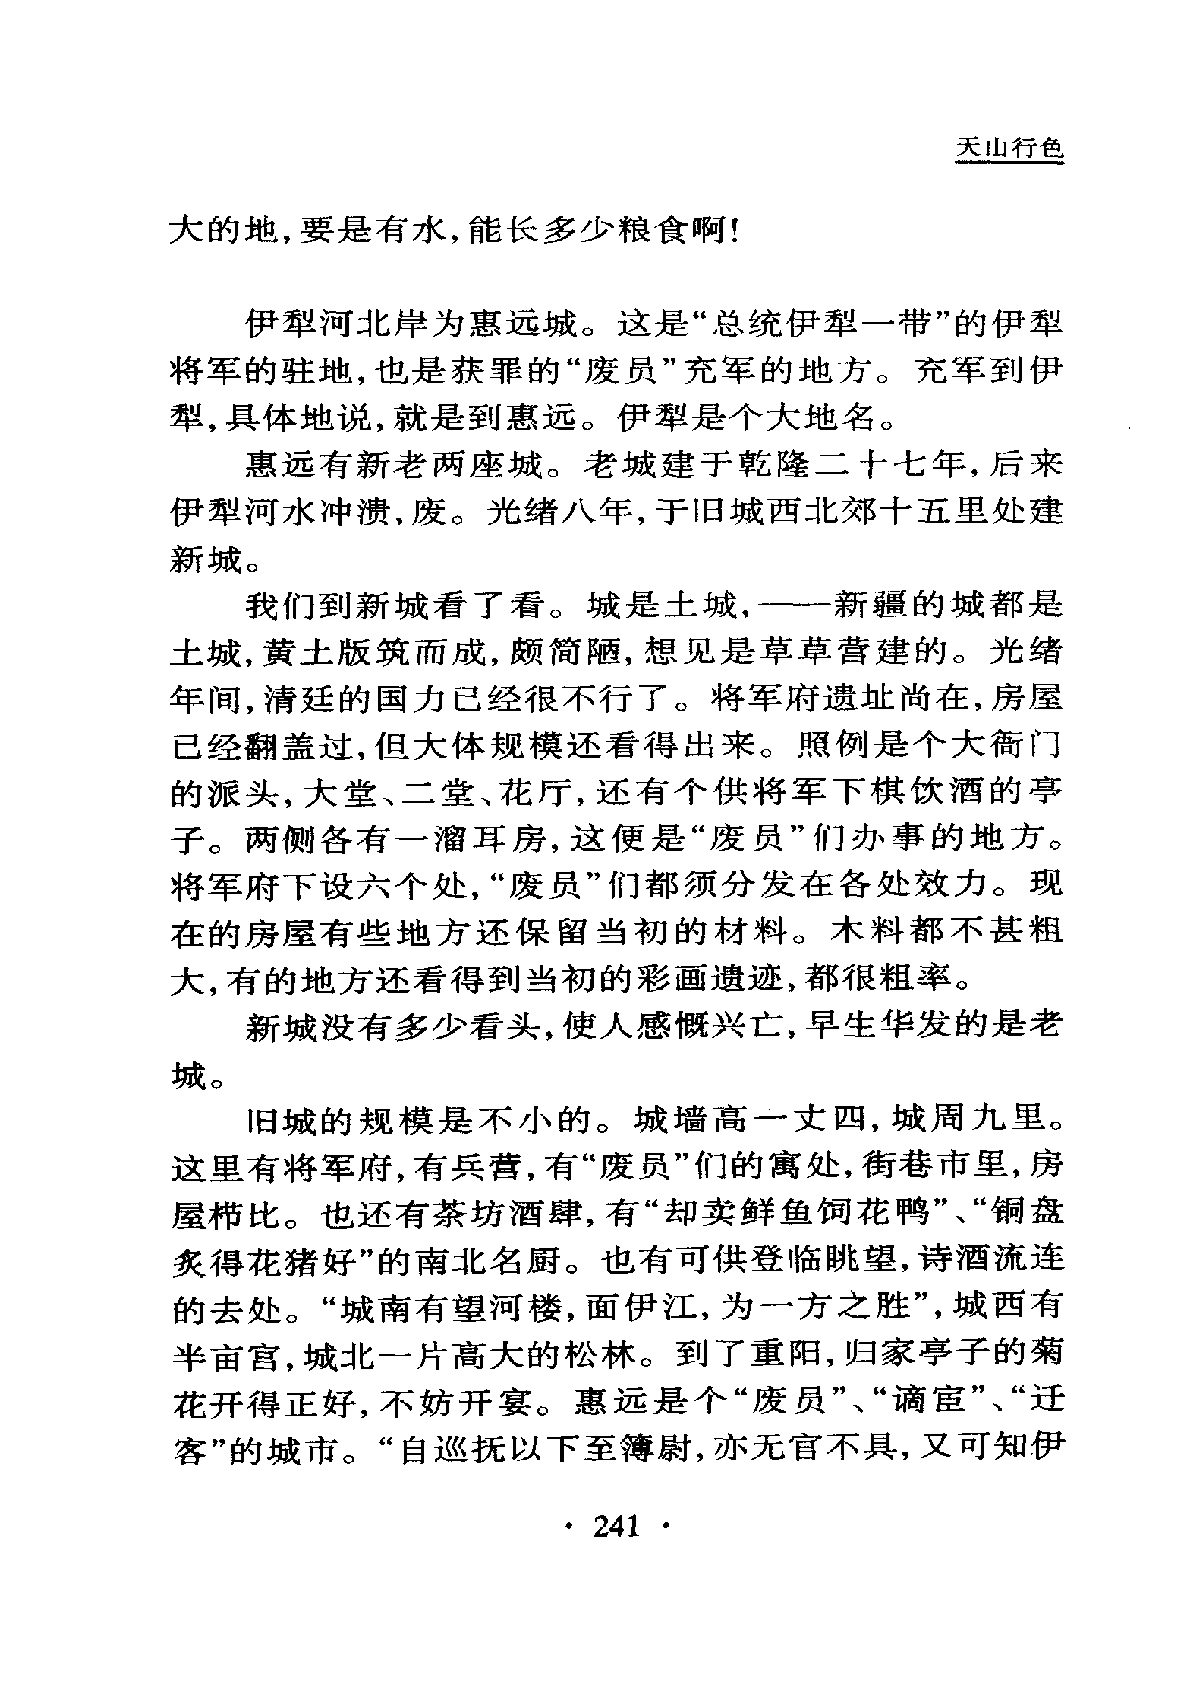 天山行色
大的地,要是有水,能长多少粮食啊!
伊犁河北岸为惠远城。这是“总统伊犁一带”的伊犁
将军的驻地,也是获罪的“废员”充军的地方。充军到伊
犁,具体地说,就是到惠远。伊犁是个大地名。
惠远有新老两座城。老城建于乾隆二十七年,后来
伊犁河水冲溃,废。光绪八年,于旧城西北郊十五里处建
新城。
我们到新城看了看。城是土城,——新疆的城都是
土城,黄土版筑而成,颇简陋,想见是草草营建的。光绪
年间,清廷的国力已经很不行了。将军府遗址尚在,房屋
已经翻盖过,但大体规模还看得出来。照例是个大衙门
的派头,大堂、二堂、花厅,还有个供将军下棋饮酒的亭
子。两侧各有一溜耳房,这便是“废员”们办事的地方。
将军府下设六个处,“废员”们都须分发在各处效力。现
在的房屋有些地方还保留当初的材料。木料都不甚粗
大,有的地方还看得到当初的彩画遗迹,都很粗率。
新城没有多少看头,使人感慨兴亡,早生华发的是老
城。
旧城的规模是不小的。城墙高一丈四,城周九里。
这里有将军府,有兵营,有“废员”们的寓处,街巷市里,房
屋栉比。也还有茶坊酒肆,有“却卖鲜鱼饲花鸭”、“铜盘
炙得花猪好”的南北名厨。也有可供登临眺望,诗酒流连
的去处。“城南有望河楼,面伊江,为一方之胜”,城西有
半亩宫,城北一片高大的松林。到了重阳,归家亭子的菊
花开得正好,不妨开宴。惠远是个“废员”、“谪宦”、“迁
客”的城市。“自巡抚以下至簿尉,亦无官不具,又可知伊
· 241 ·